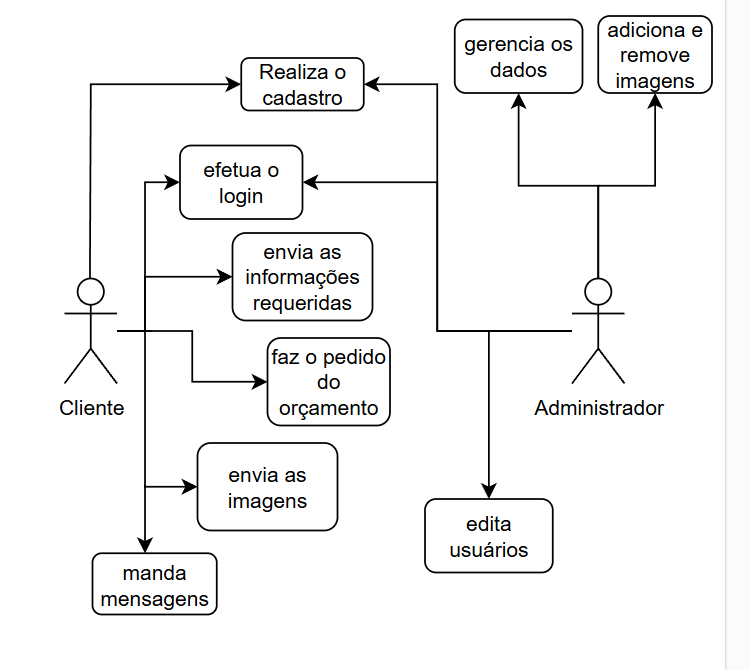 Realiza o
cadastro
gerencia os
dados
adiciona e
remove
imagens
efetua o
login
envia as
informações
requeridas
faz o pedido
do
orçamento
Cliente
Administrador
envia as
imagens
edita
usuários
manda
mensagens